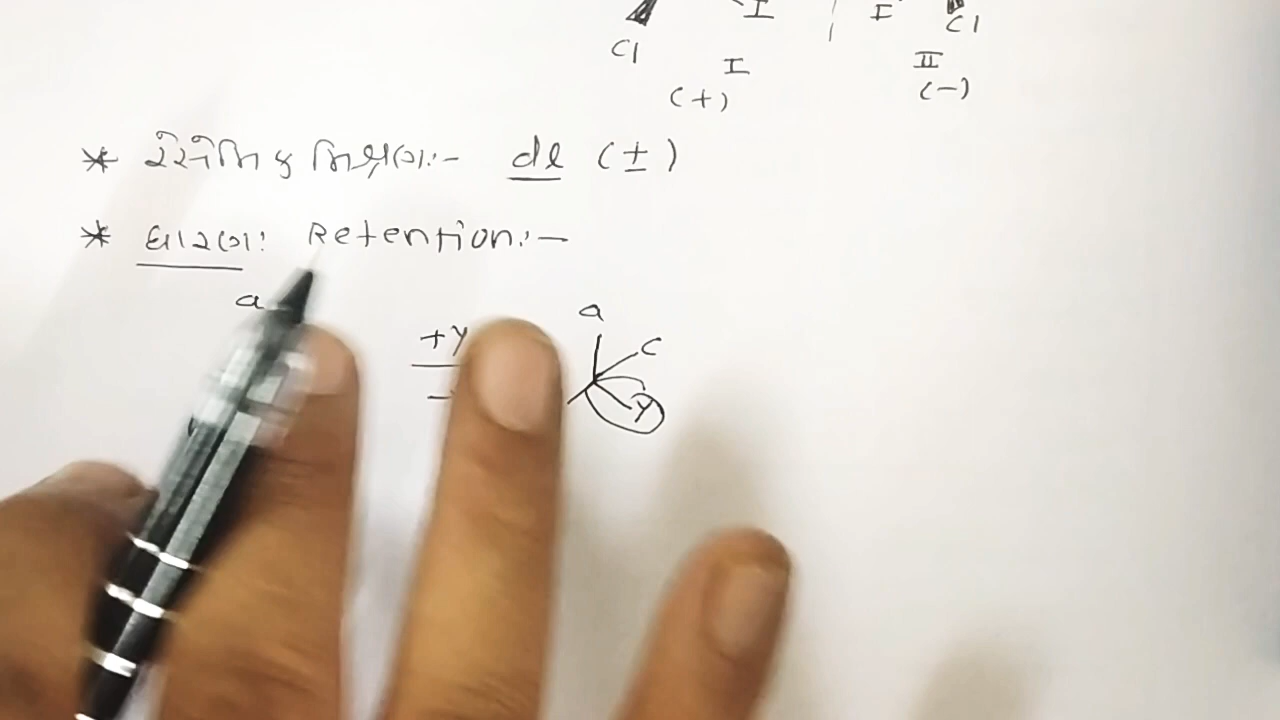 Cl I I Cl
I II
(+) (-)
* રેસેમિક મિશ્રણ:- dl (±)
* ધારણ: Retention:-
a +Y a C
- Y